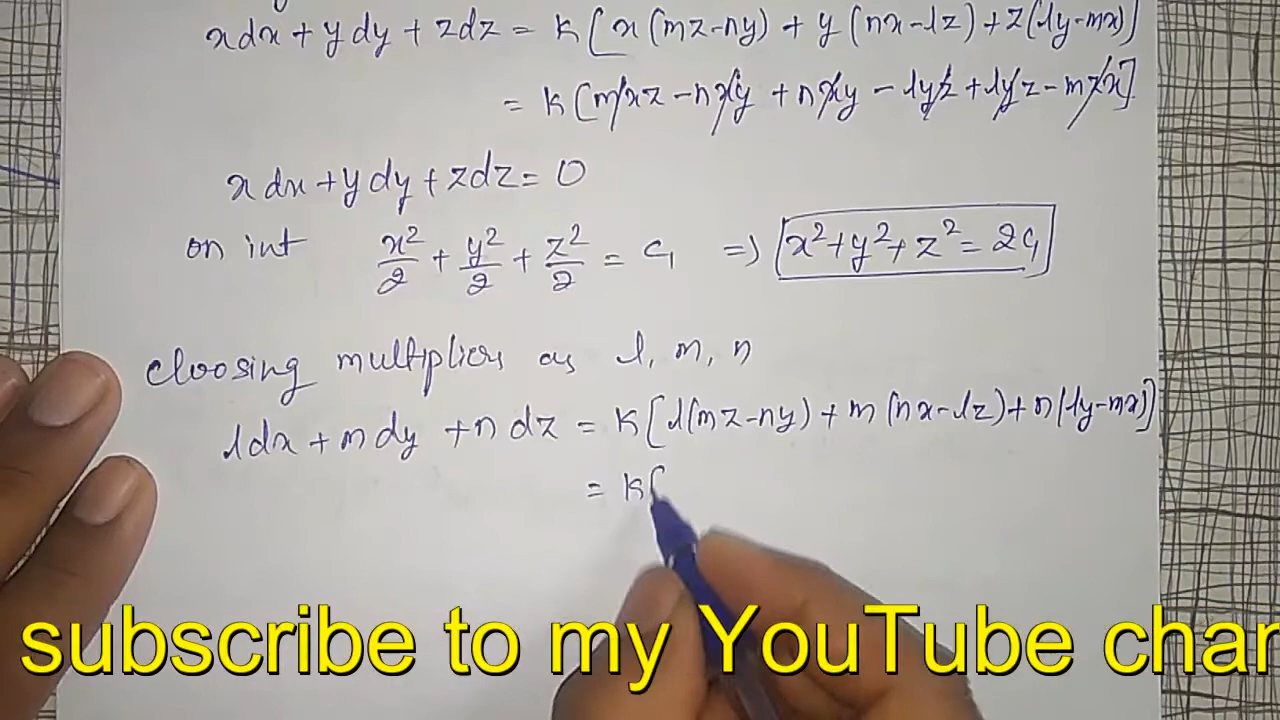 xdx + ydy + zdz = k[x(mz-ny) + y(nx-lz) + z(ly-mx)]
= k[mxz - nxy + nxy - lyz + lyz - mzx]
xdx + ydy + zdz = 0
on int x²/2 + y²/2 + z²/2 = C₁ => x² + y² + z² = 2C₁
choosing multipliers as l, m, n
ldx + mdy + ndz = k[l(mz-ny) + m(nx-lz) + n(ly-mx)]
= k[
subscribe to my YouTube char